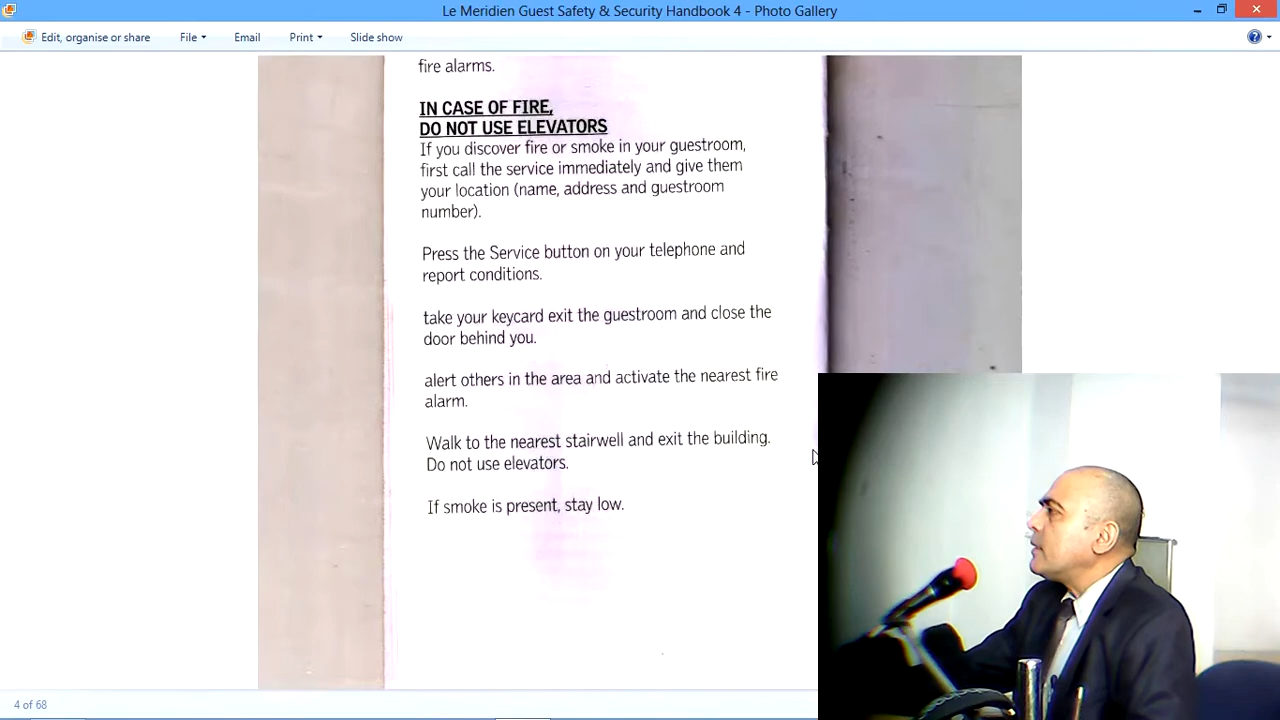 Le Meridien Guest Safety & Security Handbook 4 - Photo Gallery
Edit, organise or share
File
Email
Print
Slide show
fire alarms.
IN CASE OF FIRE,
DO NOT USE ELEVATORS
If you discover fire or smoke in your guestroom,
first call the service immediately and give them
your location (name, address and guestroom
number).
Press the Service button on your telephone and
report conditions.
take your keycard exit the guestroom and close the
door behind you.
alert others in the area and activate the nearest fire
alarm.
Walk to the nearest stairwell and exit the building.
Do not use elevators.
If smoke is present, stay low.
4 of 68